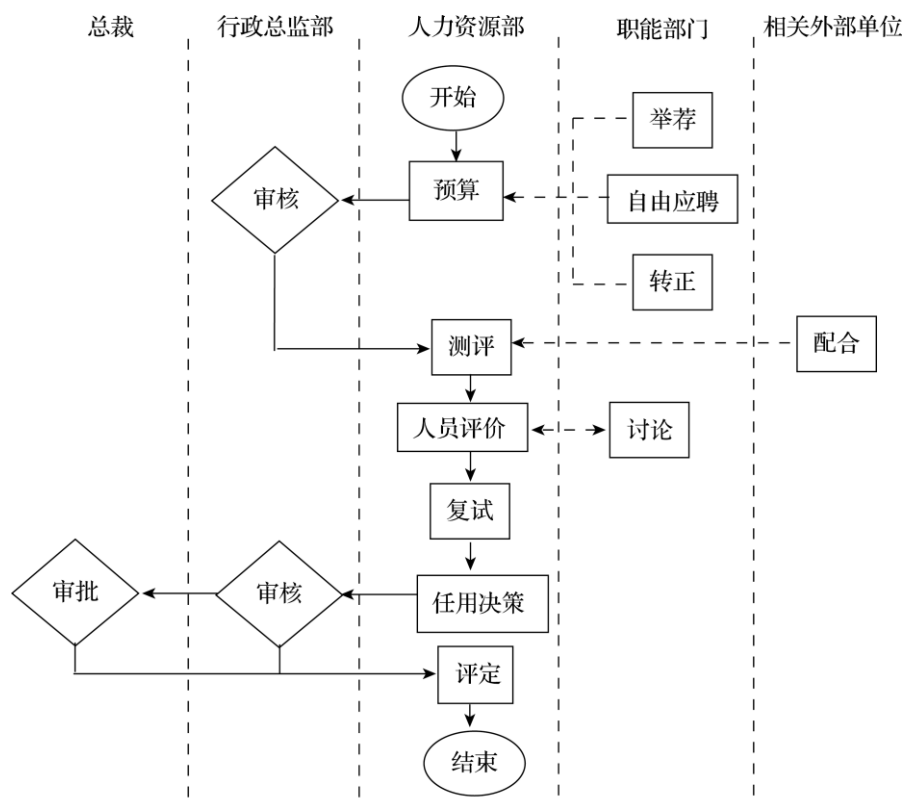 总裁
行政总监部
人力资源部
职能部门
相关外部单位
开始
举荐
预算
审核
自由应聘
转正
测评
配合
人员评价
讨论
复试
任用决策
审核
审批
评定
结束